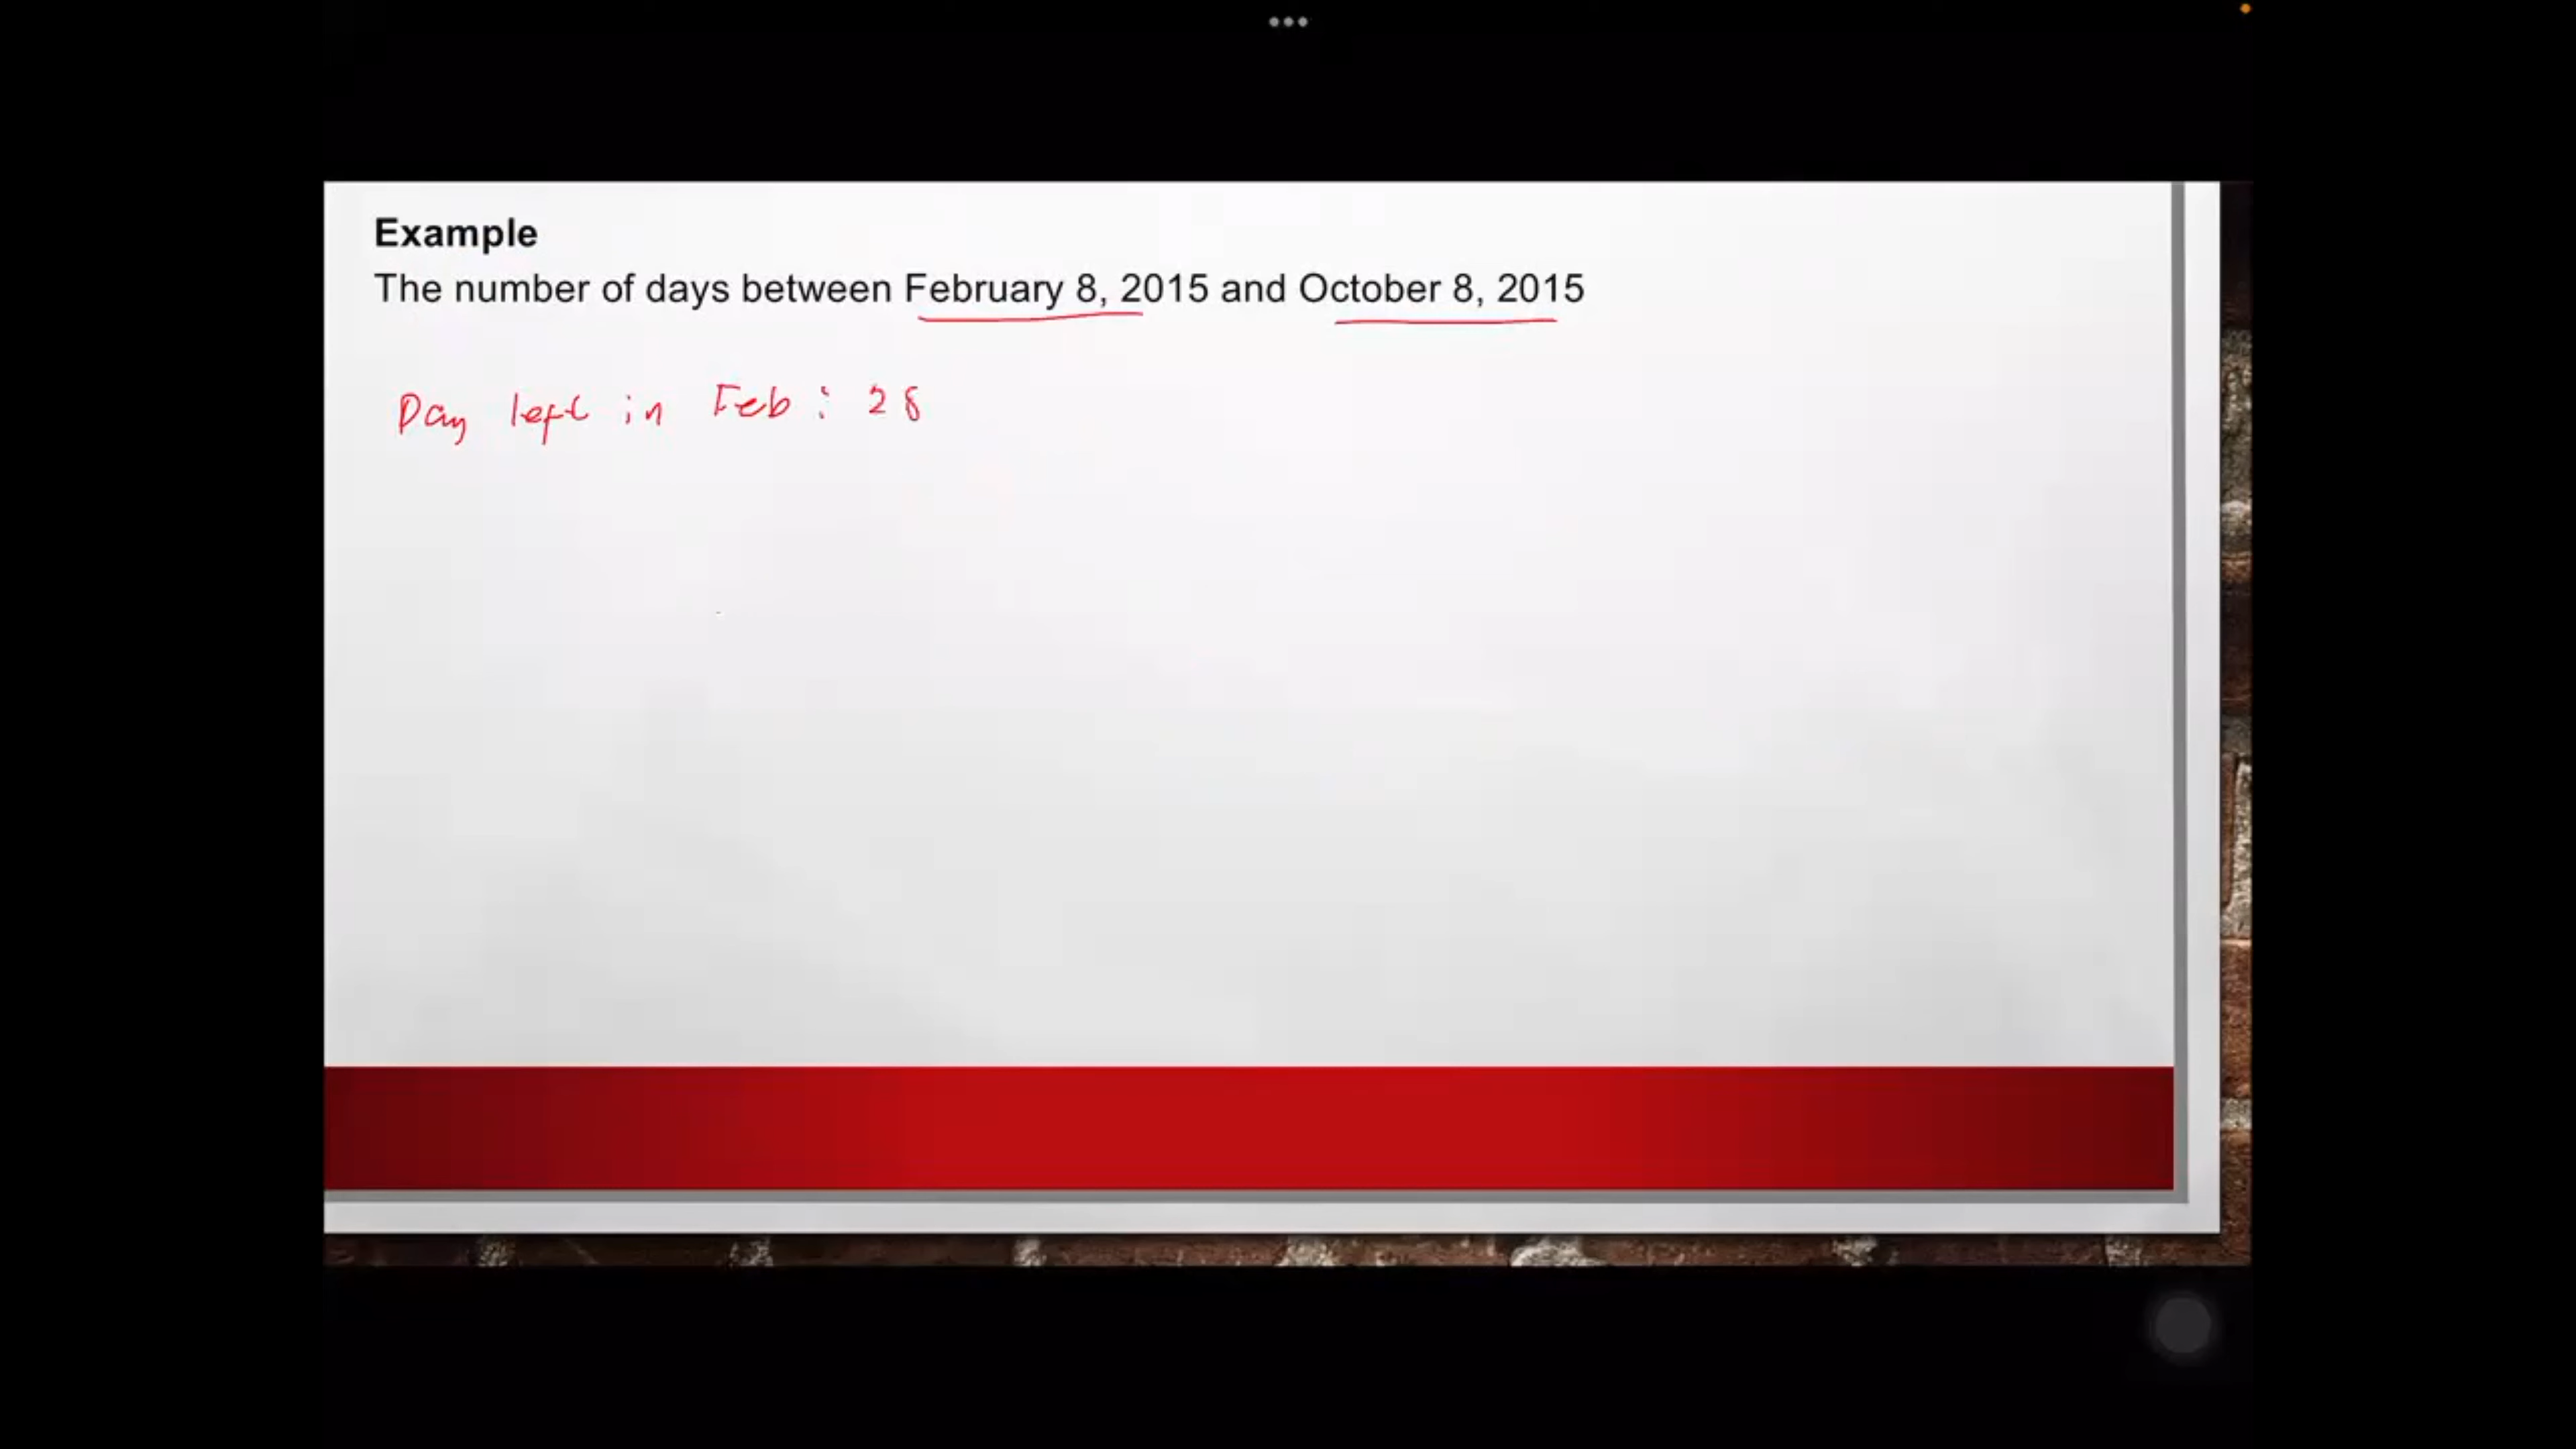 Example
The number of days between February 8, 2015 and October 8, 2015
Day left in Feb : 28